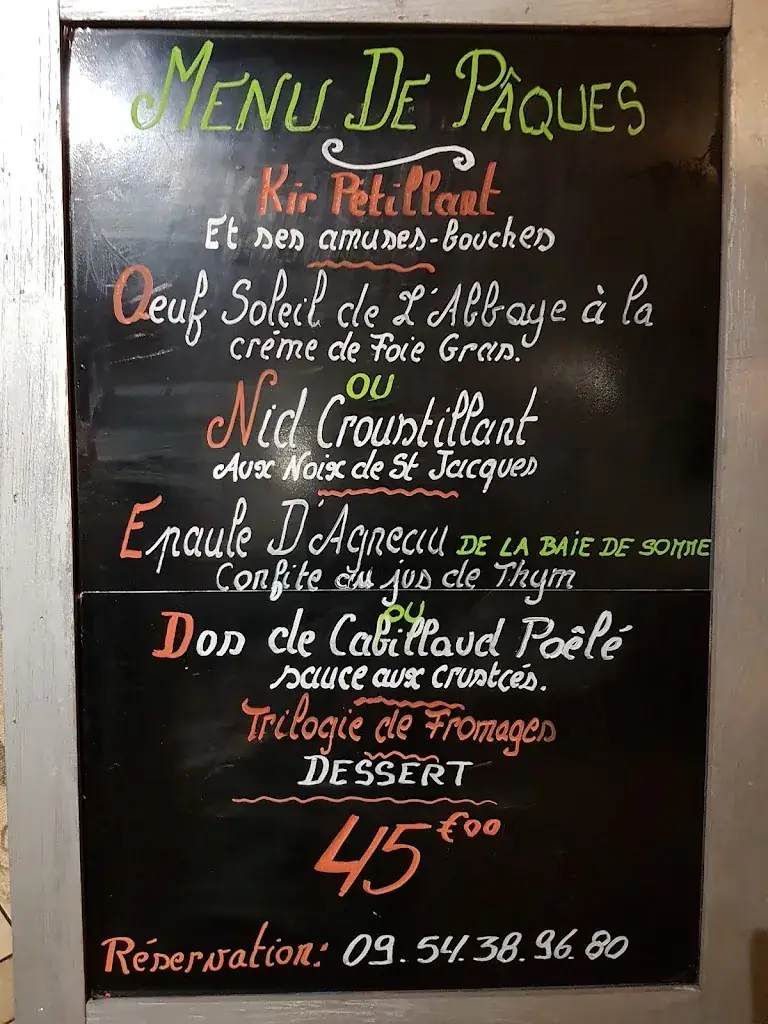 MENU DE PÂQUES
Kir Pétillant
Et ses amuses-bouches
Oeuf Soleil de L'Abbaye à la
crème de Foie Gras.
OU
Nid Croustillant
Aux Noix de St Jacques
Epaule D'Agneau DE LA BAIE DE SOMME
Confite au jus de Thym
OU
Dos de Cabillaud Poêlé
sauce aux crustcés.
Trilogie de Fromages
DESSERT
45€00
Réservation: 09.54.38.96.80